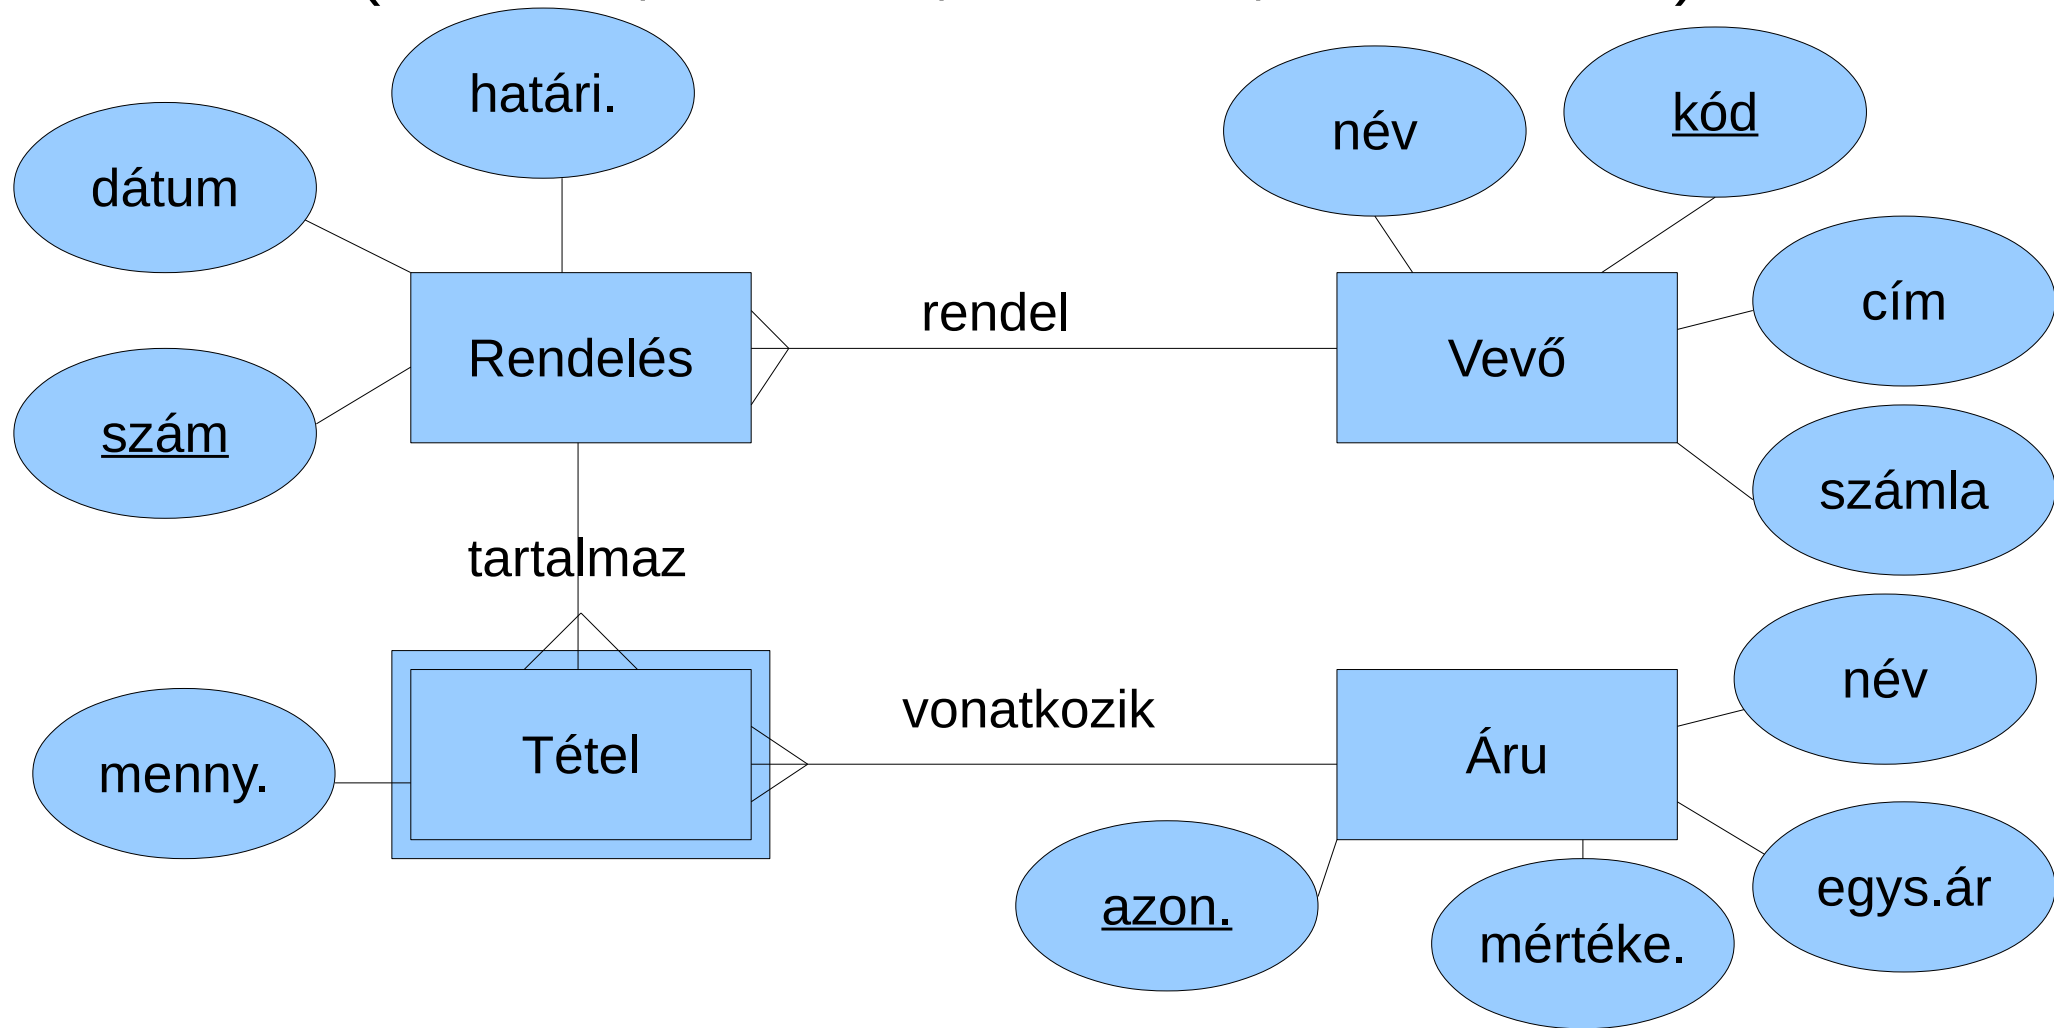 határi.
név
kód
dátum
cím
rendel
Rendelés
Vevő
szám
számla
tartalmaz
név
vonatkozik
menny.
Tétel
Áru
egys.ár
azon.
mértéke.